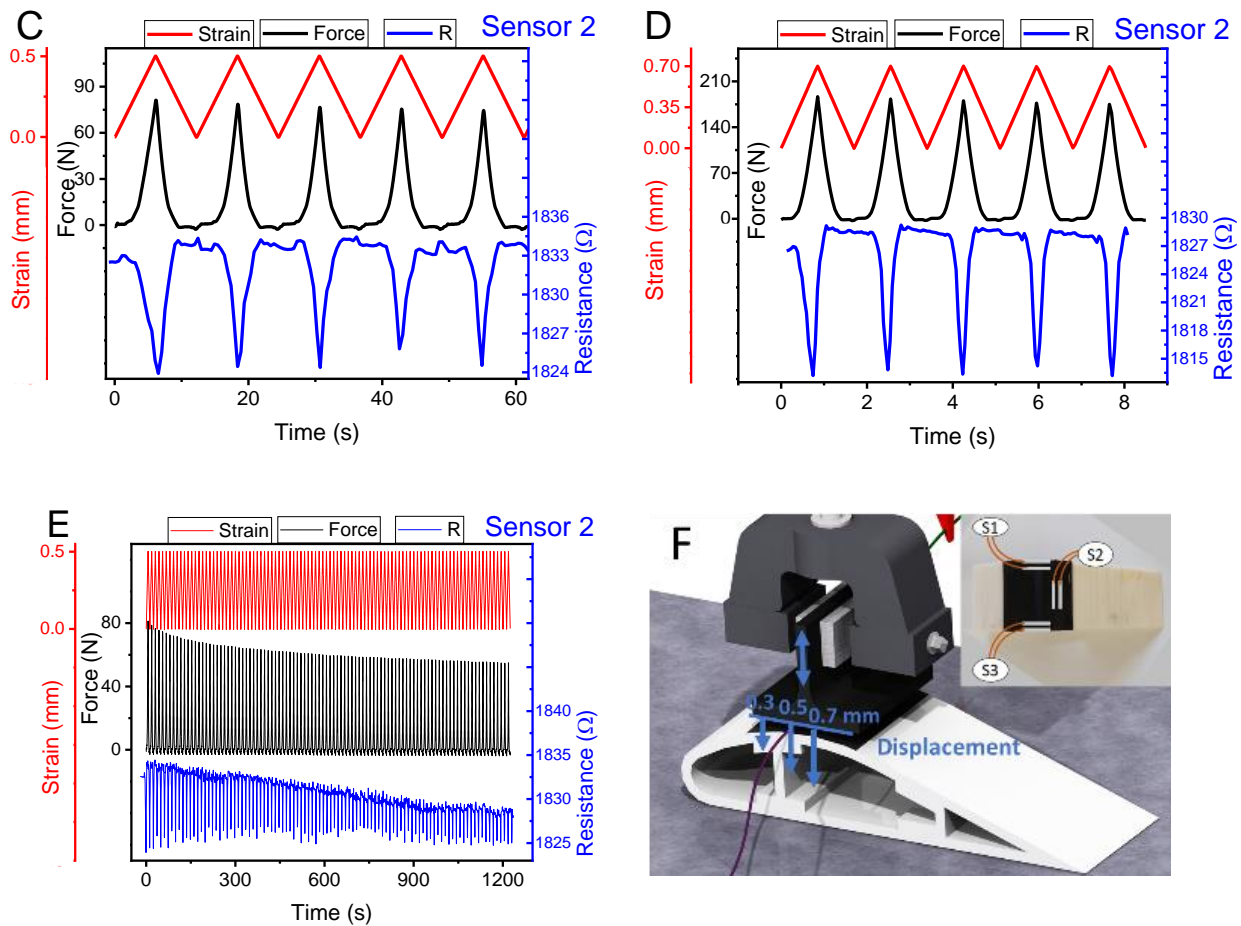 C
Strain
Force
R
Sensor 2
0.5
0.0
Strain (mm)
90
60
30
0
Force (N)
1836
1833
1830
1827
1824
Resistance (Ω)
0
20
40
60
Time (s)
D
Strain
Force
R
Sensor 2
0.70
0.35
0.00
Strain (mm)
210
140
70
0
Force (N)
1830
1827
1824
1821
1818
1815
Resistance (Ω)
0
2
4
6
8
Time (s)
E
Strain
Force
R
Sensor 2
0.5
0.0
Strain (mm)
80
40
0
Force (N)
1840
1835
1830
1825
Resistance (Ω)
0
300
600
900
1200
Time (s)
F
S1
S2
S3
0.3 0.5 0.7 mm
Displacement